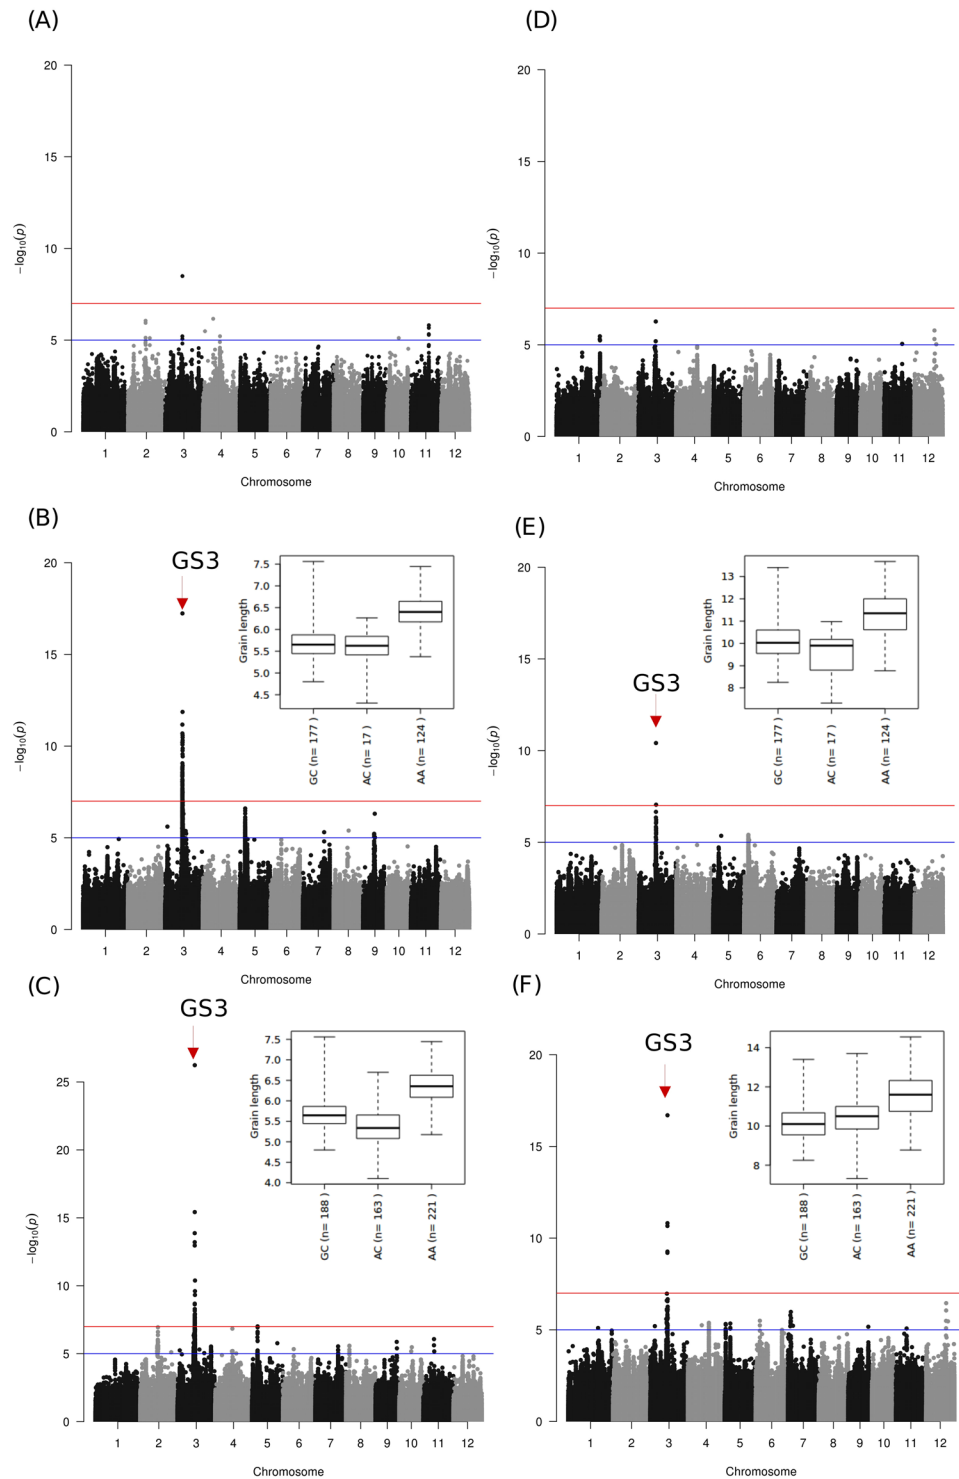 (A)
20
15
10
5
0
−log10(p)
1 2 3 4 5 6 7 8 9 10 11 12
Chromosome
(D)
20
15
10
5
0
−log10(p)
1 2 3 4 5 6 7 8 9 10 11 12
Chromosome
(B)
GS3
20
15
10
5
0
−log10(p)
7.5
7.0
6.5
6.0
5.5
5.0
4.5
Grain length
GC (n= 177 )
AC (n= 17 )
AA (n= 124 )
1 2 3 4 5 6 7 8 9 10 11 12
Chromosome
(E)
GS3
20
15
10
5
0
−log10(p)
13
12
11
10
9
8
Grain length
GC (n= 177 )
AC (n= 17 )
AA (n= 124 )
1 2 3 4 5 6 7 8 9 10 11 12
Chromosome
(C)
GS3
25
15
10
5
0
−log10(p)
7.5
7.0
6.5
6.0
5.5
5.0
4.5
4.0
Grain length
GC (n= 188 )
AC (n= 163 )
AA (n= 221 )
1 2 3 4 5 6 7 8 9 10 11 12
Chromosome
(F)
GS3
20
15
10
5
0
14
12
10
8
Grain length
GC (n= 188 )
AC (n= 163 )
AA (n= 221 )
1 2 3 4 5 6 7 8 9 10 11 12
Chromosome